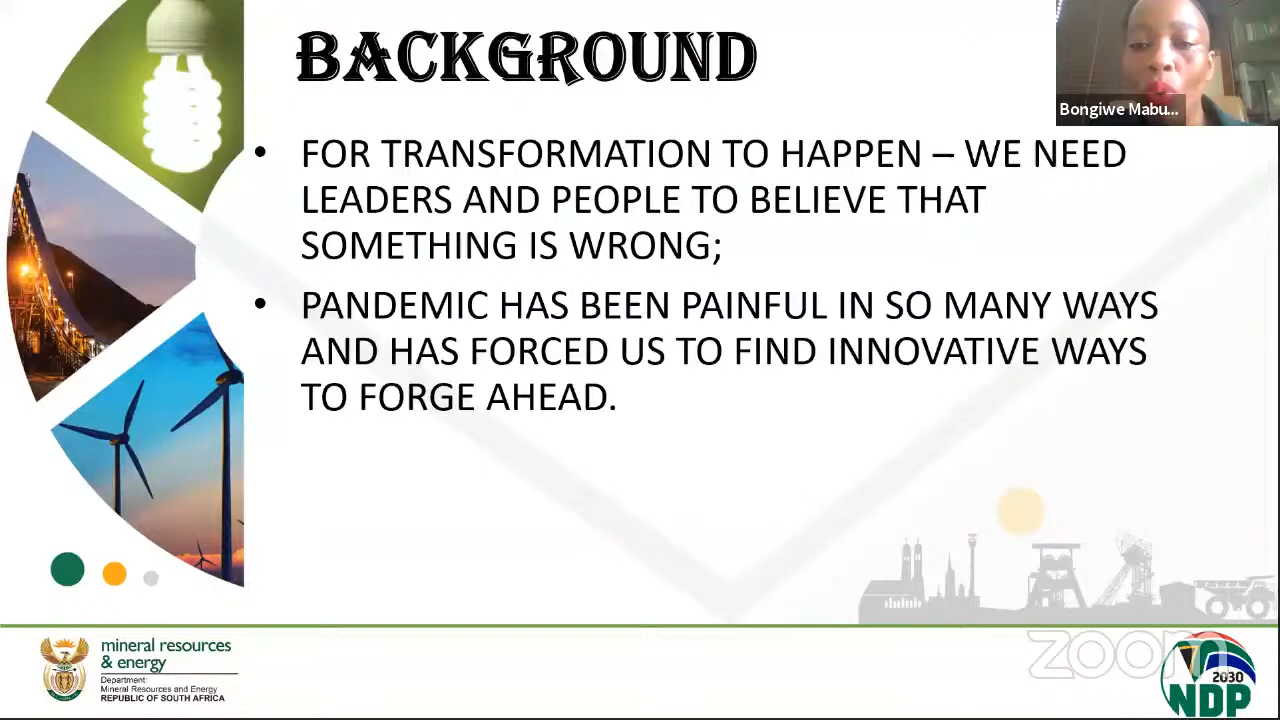 BACKGROUND
Bongiwe Mabu...
• FOR TRANSFORMATION TO HAPPEN – WE NEED
LEADERS AND PEOPLE TO BELIEVE THAT
SOMETHING IS WRONG;
• PANDEMIC HAS BEEN PAINFUL IN SO MANY WAYS
AND HAS FORCED US TO FIND INNOVATIVE WAYS
TO FORGE AHEAD.
mineral resources
& energy
Department:
Mineral Resources and Energy
REPUBLIC OF SOUTH AFRICA
zoom
2030
NDP